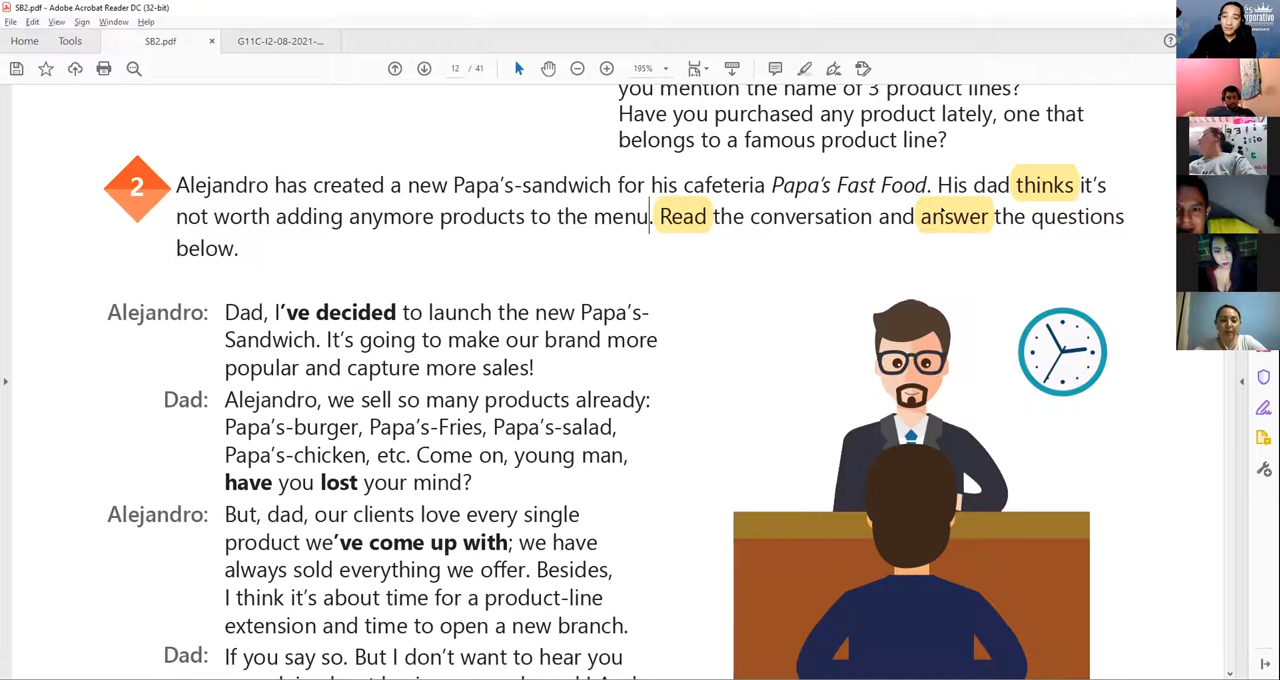 SB2.pdf - Adobe Acrobat Reader DC (32-bit)
File Edit View Sign Window Help
Home Tools SB2.pdf × G11C-I2-08-2021-...
12 / 41 195%
you mention the name of 3 product lines?
Have you purchased any product lately, one that
belongs to a famous product line?
2 Alejandro has created a new Papa's-sandwich for his cafeteria Papa's Fast Food. His dad thinks it's
not worth adding anymore products to the menu. Read the conversation and answer the questions
below.
Alejandro: Dad, I've decided to launch the new Papa's-
Sandwich. It's going to make our brand more
popular and capture more sales!
Dad: Alejandro, we sell so many products already:
Papa's-burger, Papa's-Fries, Papa's-salad,
Papa's-chicken, etc. Come on, young man,
have you lost your mind?
Alejandro: But, dad, our clients love every single
product we've come up with; we have
always sold everything we offer. Besides,
I think it's about time for a product-line
extension and time to open a new branch.
Dad: If you say so. But I don't want to hear you